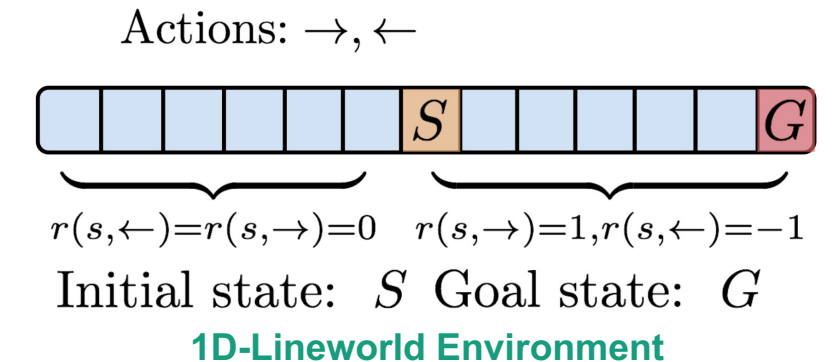 Actions: →, ←
S G
r(s,←)=r(s,→)=0 r(s,→)=1,r(s,←)=−1
Initial state: S Goal state: G
1D-Lineworld Environment